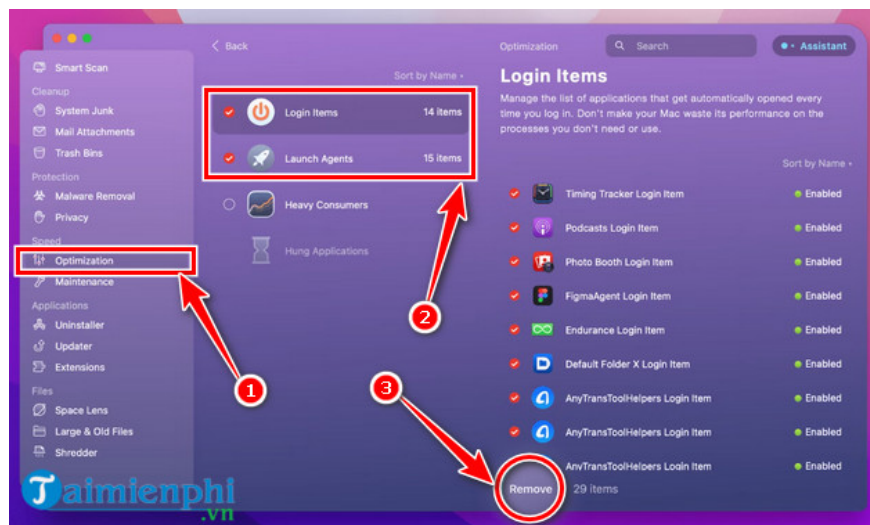 Back
Optimization
Search
Assistant
Smart Scan
Cleanup
System Junk
Mail Attachments
Trash Bins
Protection
Malware Removal
Privacy
Speed
Optimization
Maintenance
Applications
Uninstaller
Updater
Extensions
Files
Space Lens
Large & Old Files
Shredder
Sort by Name
Login Items 14 items
Launch Agents 15 items
Heavy Consumers
Hung Applications
Login Items
Manage the list of applications that get automatically opened every
time you log in. Don't make your Mac waste its performance on the
processes you don't need or use.
Sort by Name
Timing Tracker Login Item Enabled
Podcasts Login Item Enabled
Photo Booth Login Item Enabled
FigmaAgent Login Item Enabled
Endurance Login Item Enabled
Default Folder X Login Item Enabled
AnyTransToolHelpers Login Item Enabled
AnyTransToolHelpers Login Item Enabled
AnyTransToolHelpers Login Item Enabled
Remove 29 items
1
2
3
Taimienphi
.vn